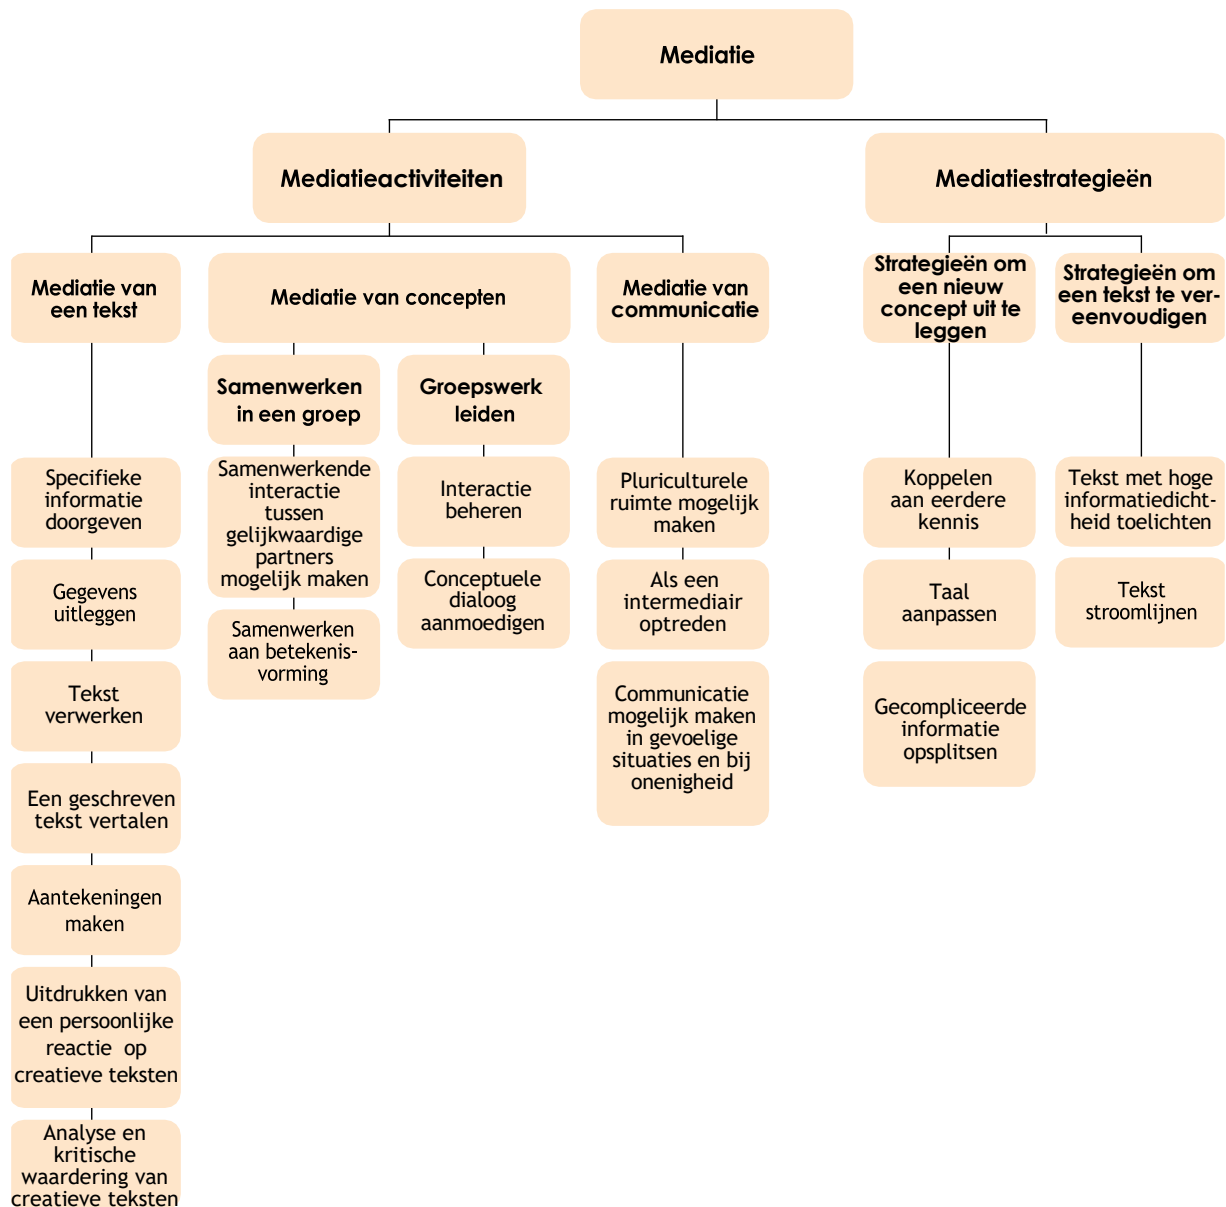 Mediatie
Mediatieactiviteiten
Mediatiestrategieën
Mediatie van
een tekst
Mediatie van concepten
Mediatie van
communicatie
Strategieën om
een nieuw
concept uit te
leggen
Strategieën om
een tekst te ver-
eenvoudigen
Samenwerken
in een groep
Groepswerk
leiden
Specifieke
informatie
doorgeven
Samenwerkende
interactie
tussen
gelijkwaardige
partners
mogelijk maken
Interactie
beheren
Pluriculturele
ruimte mogelijk
maken
Koppelen
aan eerdere
kennis
Tekst met hoge
informatiedicht-
heid toelichten
Gegevens
uitleggen
Samenwerken
aan betekenis-
vorming
Conceptuele
dialoog
aanmoedigen
Als een
intermediair
optreden
Taal
aanpassen
Tekst
stroomlijnen
Tekst
verwerken
Communicatie
mogelijk maken
in gevoelige
situaties en bij
onenigheid
Gecompliceerde
informatie
opsplitsen
Een geschreven
tekst vertalen
Aantekeningen
maken
Uitdrukken van
een persoonlijke
reactie op
creatieve teksten
Analyse en
kritische
waardering van
creatieve teksten